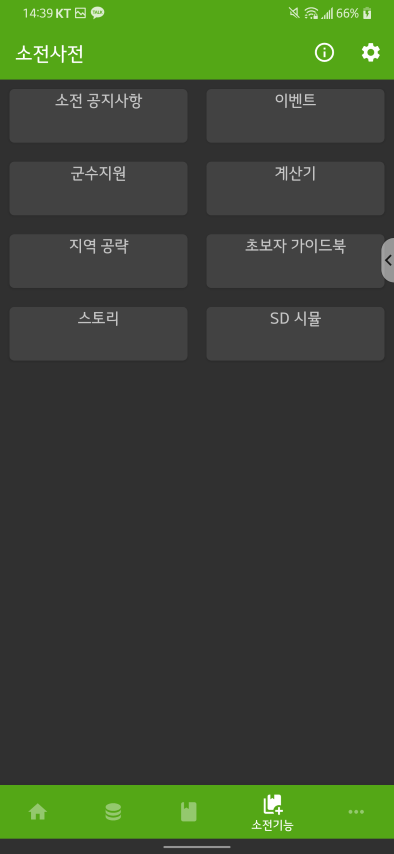 14:39 KT 66%
소전사전
소전 공지사항 이벤트
군수지원 계산기
지역 공략 초보자 가이드북
스토리 SD 시뮬
소전기능